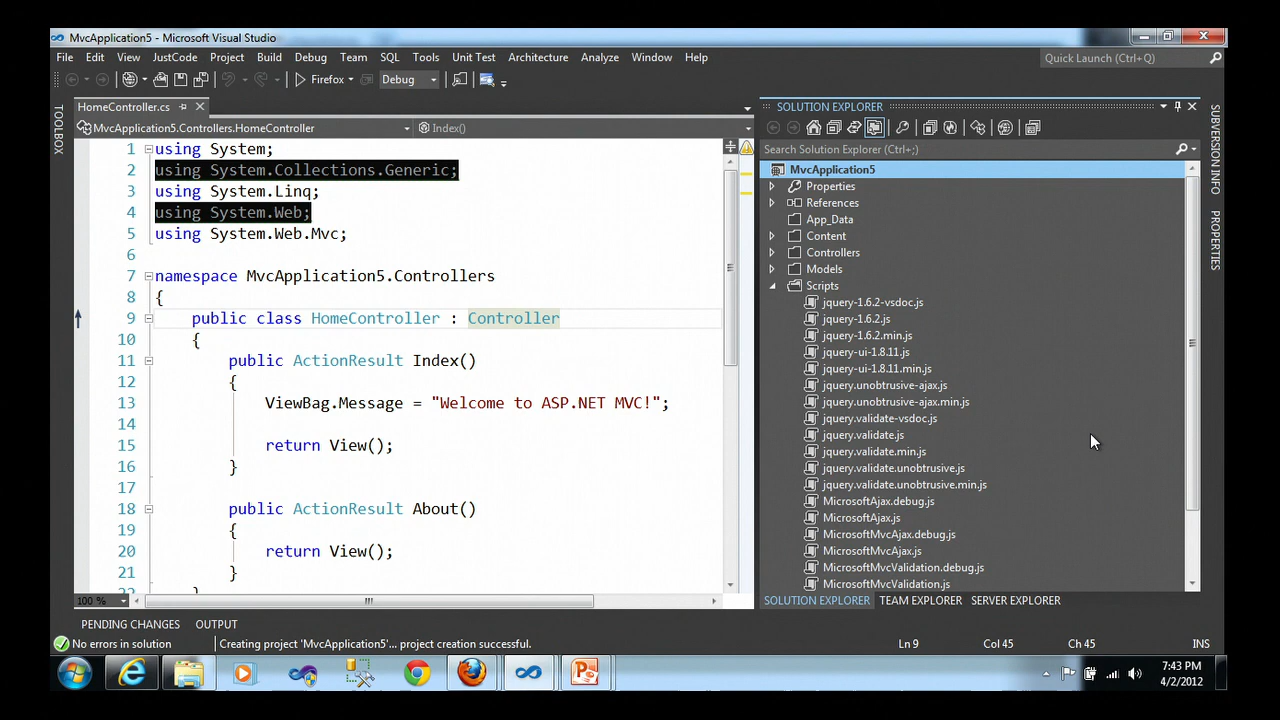 MvcApplication5 - Microsoft Visual Studio
File Edit View JustCode Project Build Debug Team SQL Tools Unit Test Architecture Analyze Window Help
Quick Launch (Ctrl+;)
Firefox Debug
TOOLBOX
HomeController.cs
MvcApplication5.Controllers.HomeController Index()
1 using System;
2 using System.Collections.Generic;
3 using System.Linq;
4 using System.Web;
5 using System.Web.Mvc;
6
7 namespace MvcApplication5.Controllers
8 {
9 public class HomeController : Controller
10 {
11 public ActionResult Index()
12 {
13 ViewBag.Message = "Welcome to ASP.NET MVC!";
14
15 return View();
16 }
17
18 public ActionResult About()
19 {
20 return View();
21 }
22 }
100 %
SOLUTION EXPLORER
Search Solution Explorer (Ctrl+;)
MvcApplication5
Properties
References
App_Data
Content
Controllers
Models
Scripts
jquery-1.6.2-vsdoc.js
jquery-1.6.2.js
jquery-1.6.2.min.js
jquery-ui-1.8.11.js
jquery-ui-1.8.11.min.js
jquery.unobtrusive-ajax.js
jquery.unobtrusive-ajax.min.js
jquery.validate-vsdoc.js
jquery.validate.js
jquery.validate.min.js
jquery.validate.unobtrusive.js
jquery.validate.unobtrusive.min.js
MicrosoftAjax.debug.js
MicrosoftAjax.js
MicrosoftMvcAjax.debug.js
MicrosoftMvcAjax.js
MicrosoftMvcValidation.debug.js
MicrosoftMvcValidation.js
SOLUTION EXPLORER TEAM EXPLORER SERVER EXPLORER
SUBVERSION INFO
PROPERTIES
PENDING CHANGES OUTPUT
No errors in solution Creating project 'MvcApplication5'... project creation successful. Ln 9 Col 45 Ch 45 INS
7:43 PM
4/2/2012